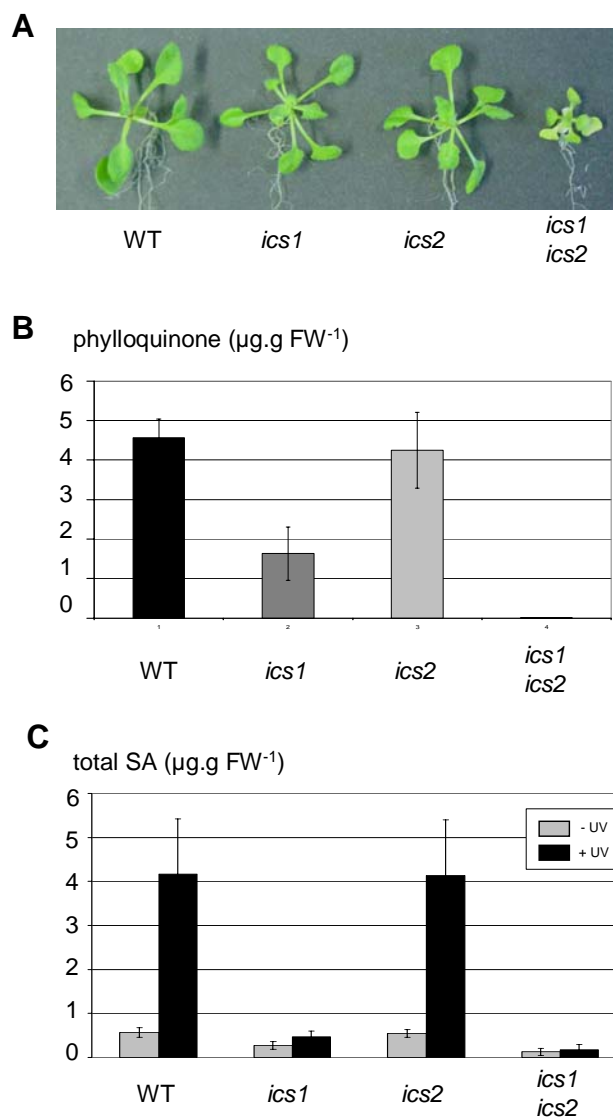 A
WT ics1 ics2 ics1
ics2
B
phylloquinone (µg.g FW-1)
6
5
4
3
2
1
0
1 2 3 4
WT ics1 ics2 ics1
ics2
C
total SA (µg.g FW-1)
6
5
4
3
2
1
0
- UV
+ UV
WT ics1 ics2 ics1
ics2